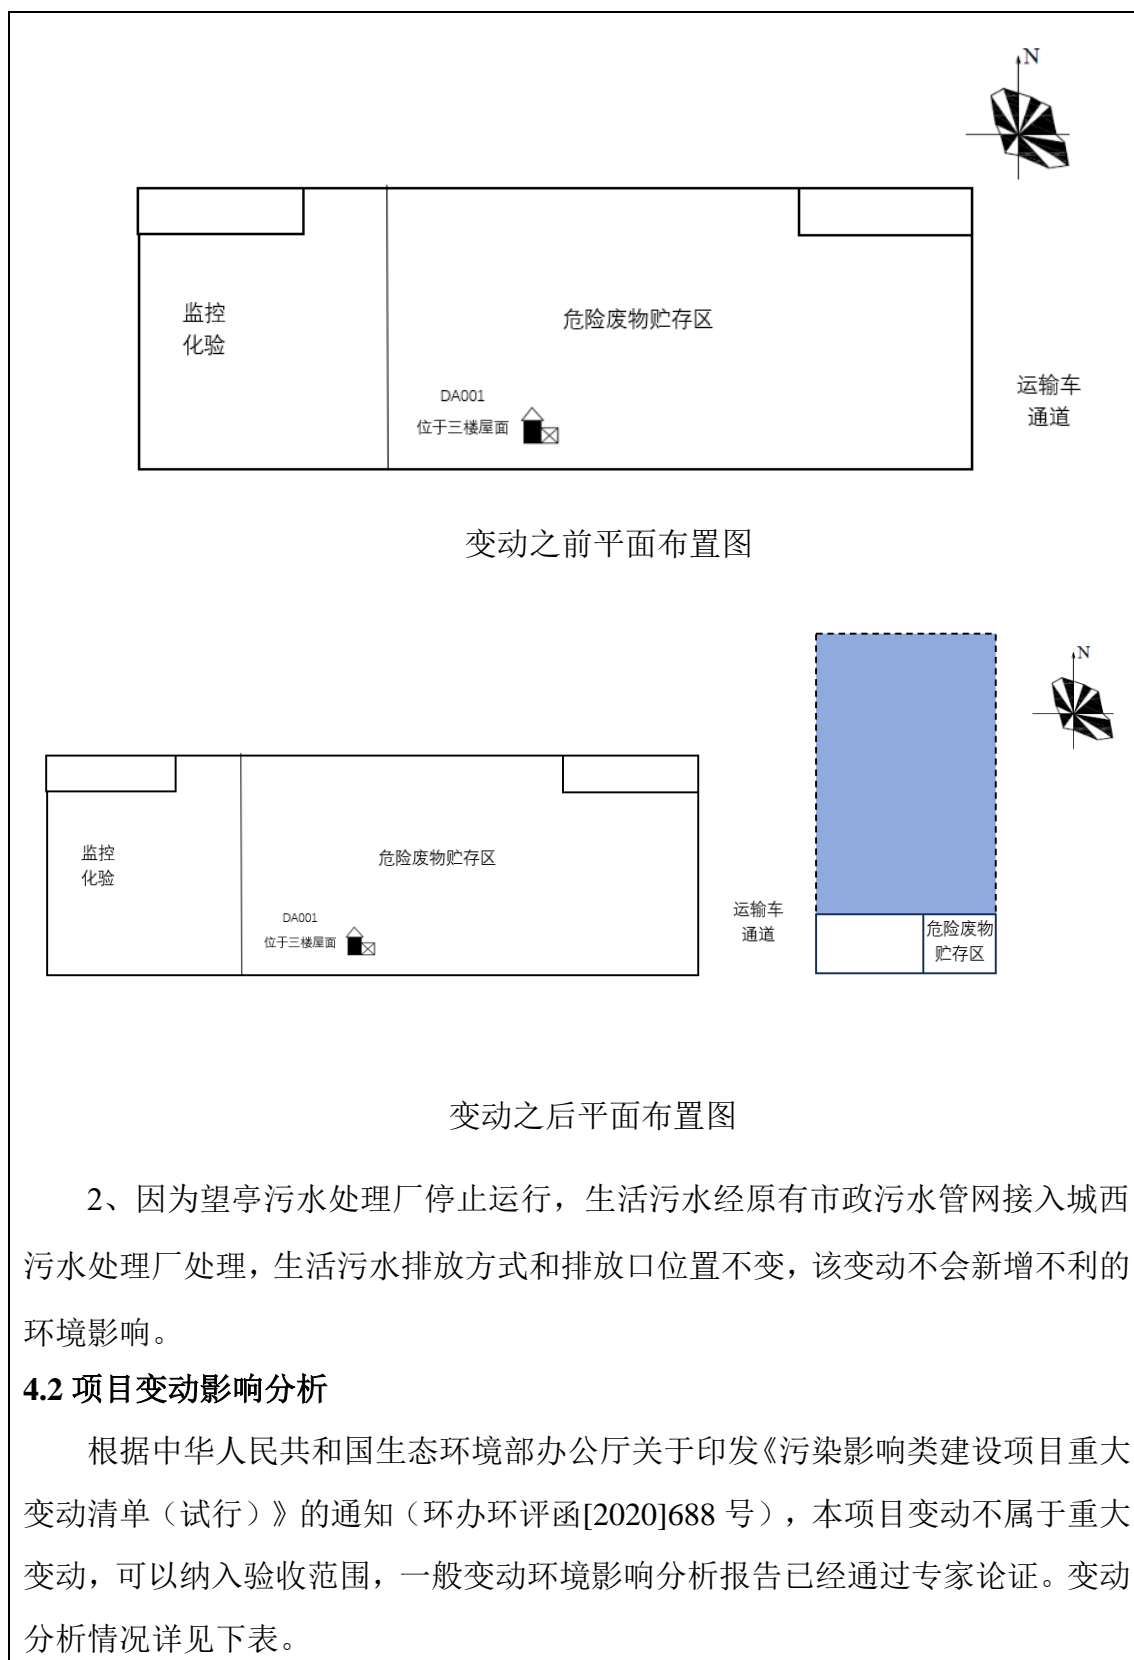 N
监控
化验
危险废物贮存区
DA001
位于三楼屋面
运输车
通道
变动之前平面布置图
N
监控
化验
危险废物贮存区
DA001
位于三楼屋面
运输车
通道
危险废物
贮存区
变动之后平面布置图
2、因为望亭污水处理厂停止运行，生活污水经原有市政污水管网接入城西
污水处理厂处理，生活污水排放方式和排放口位置不变，该变动不会新增不利的
环境影响。
4.2 项目变动影响分析
根据中华人民共和国生态环境部办公厅关于印发《污染影响类建设项目重大
变动清单（试行）》的通知（环办环评函[2020]688 号），本项目变动不属于重大
变动，可以纳入验收范围，一般变动环境影响分析报告已经通过专家论证。变动
分析情况详见下表。